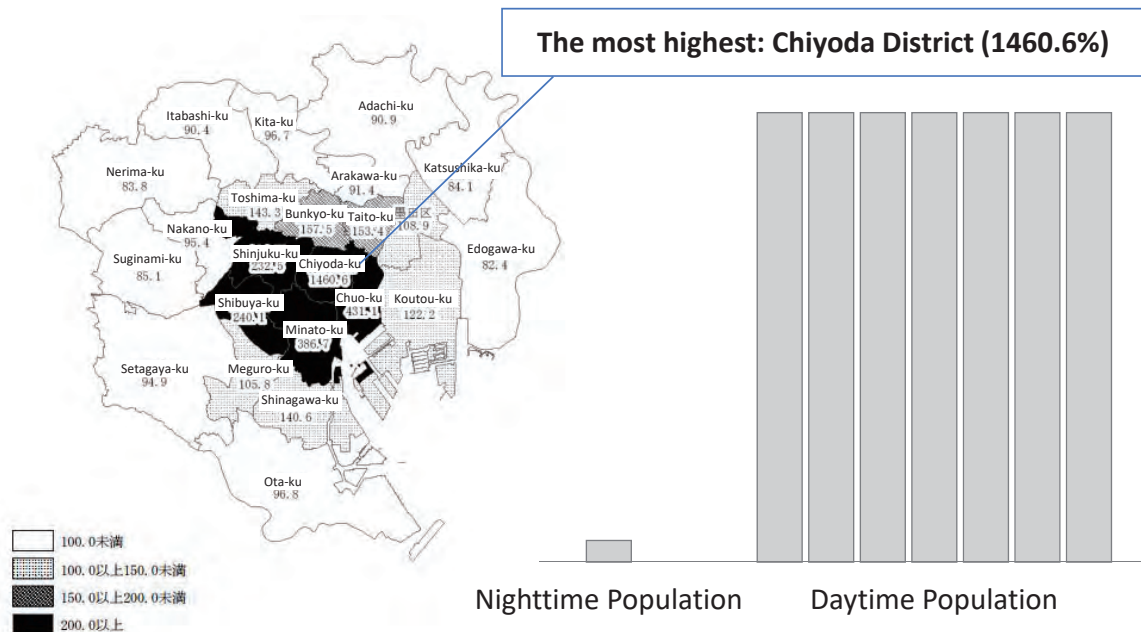 The most highest: Chiyoda District (1460.6%)
Adachi-ku
90.9
Itabashi-ku
90.4
Kita-ku
96.7
Nerima-ku
83.8
Katsushika-ku
84.1
Arakawa-ku
91.4
Toshima-ku
143.3
Bunkyo-ku
157.5
Taito-ku
153.4
墨田区
108.9
Nakano-ku
95.4
Edogawa-ku
82.4
Suginami-ku
85.1
Shinjuku-ku
232.5
Chiyoda-ku
1460.6
Chuo-ku
431.1
Koutou-ku
122.2
Shibuya-ku
240.1
Minato-ku
386.7
Setagaya-ku
94.9
Meguro-ku
105.8
Shinagawa-ku
140.6
Ota-ku
96.8
100.0未満
100.0以上150.0未満
150.0以上200.0未満
200.0以上
Nighttime Population
Daytime Population